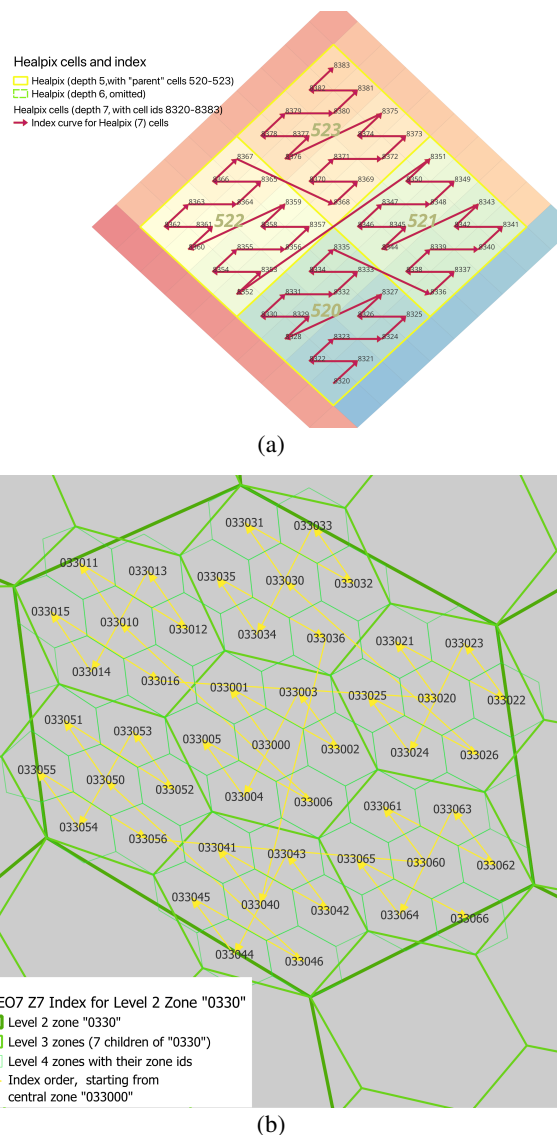 Healpix cells and index
Healpix (depth 5,with "parent" cells 520-523)
Healpix (depth 6, omitted)
Healpix cells (depth 7, with cell ids 8320-8383)
Index curve for Healpix (7) cells
8383
8382 8381
8379 8380 8375
8378 8377 523 8374 8373
8367 8376 8371 8372 8351
8366 8365 8370 8369 8350 8349
8363 8364 8359 8368 8347 8348 8343
8362 8361 522 8358 8357 8346 8345 521 8342 8341
8360 8355 8356 8335 8344 8339 8340
8354 8353 8334 8333 8338 8337
8352 8331 8332 8327 8336
8330 8329 520 8326 8325
8328 8323 8324
8322 8321
8320
(a)
033031 033033
033011 033013 033035 033030 033032
033015 033010 033012 033034 033036 033021 033023
033014 033016 033001 033003 033025 033020 033022
033051 033053 033005 033000 033002 033024 033026
033055 033050 033052 033004 033006 033061 033063
033054 033056 033041 033043 033065 033060 033062
033045 033040 033042 033064 033066
033044 033046
EO7 Z7 Index for Level 2 Zone "0330"
Level 2 zone "0330"
Level 3 zones (7 children of "0330")
Level 4 zones with their zone ids
Index order, starting from
central zone "033000"
(b)